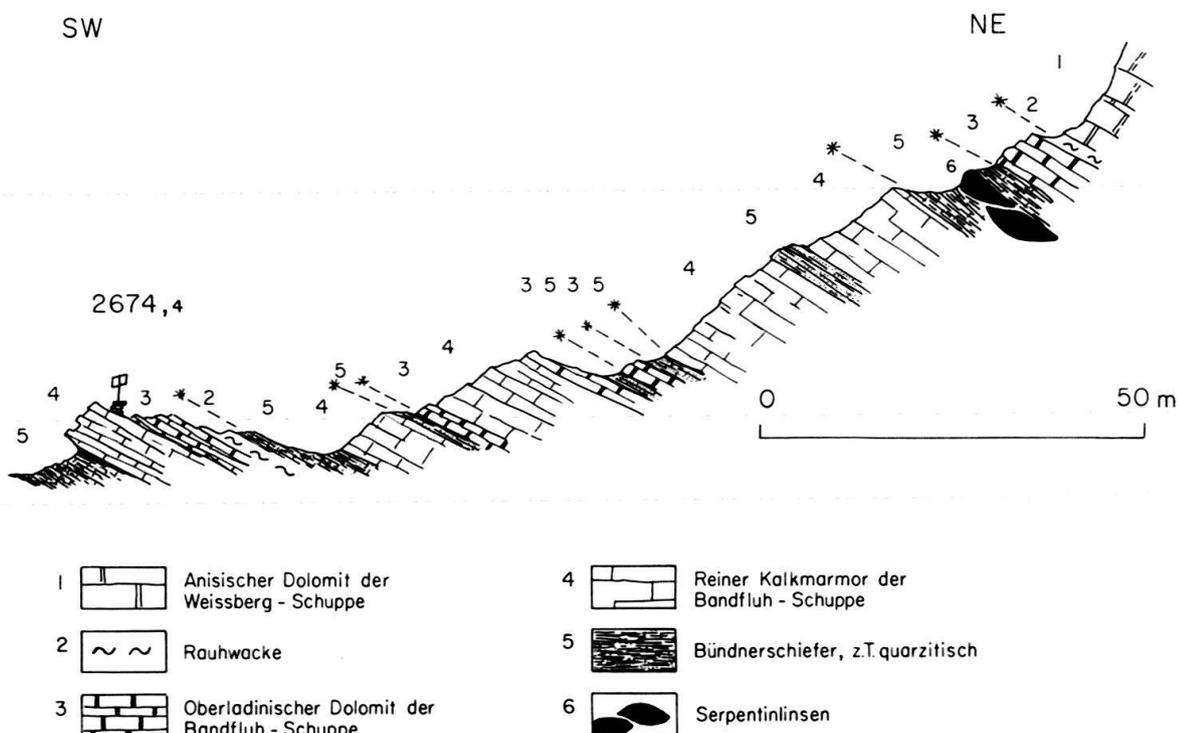 SW
NE
1
2
3
5
6
4
5
4
3 5 3 5
2674,4
4
3
5
4
3
2
5
4
5
0
50 m
1
Anisischer Dolomit der
Weissberg - Schuppe
2
Rauhwacke
3
Oberladinischer Dolomit der
Bandfluh - Schuppe
4
Reiner Kalkmarmor der
Bandfluh - Schuppe
5
Bündnerschiefer, z.T. quarzitisch
6
Serpentinlinsen